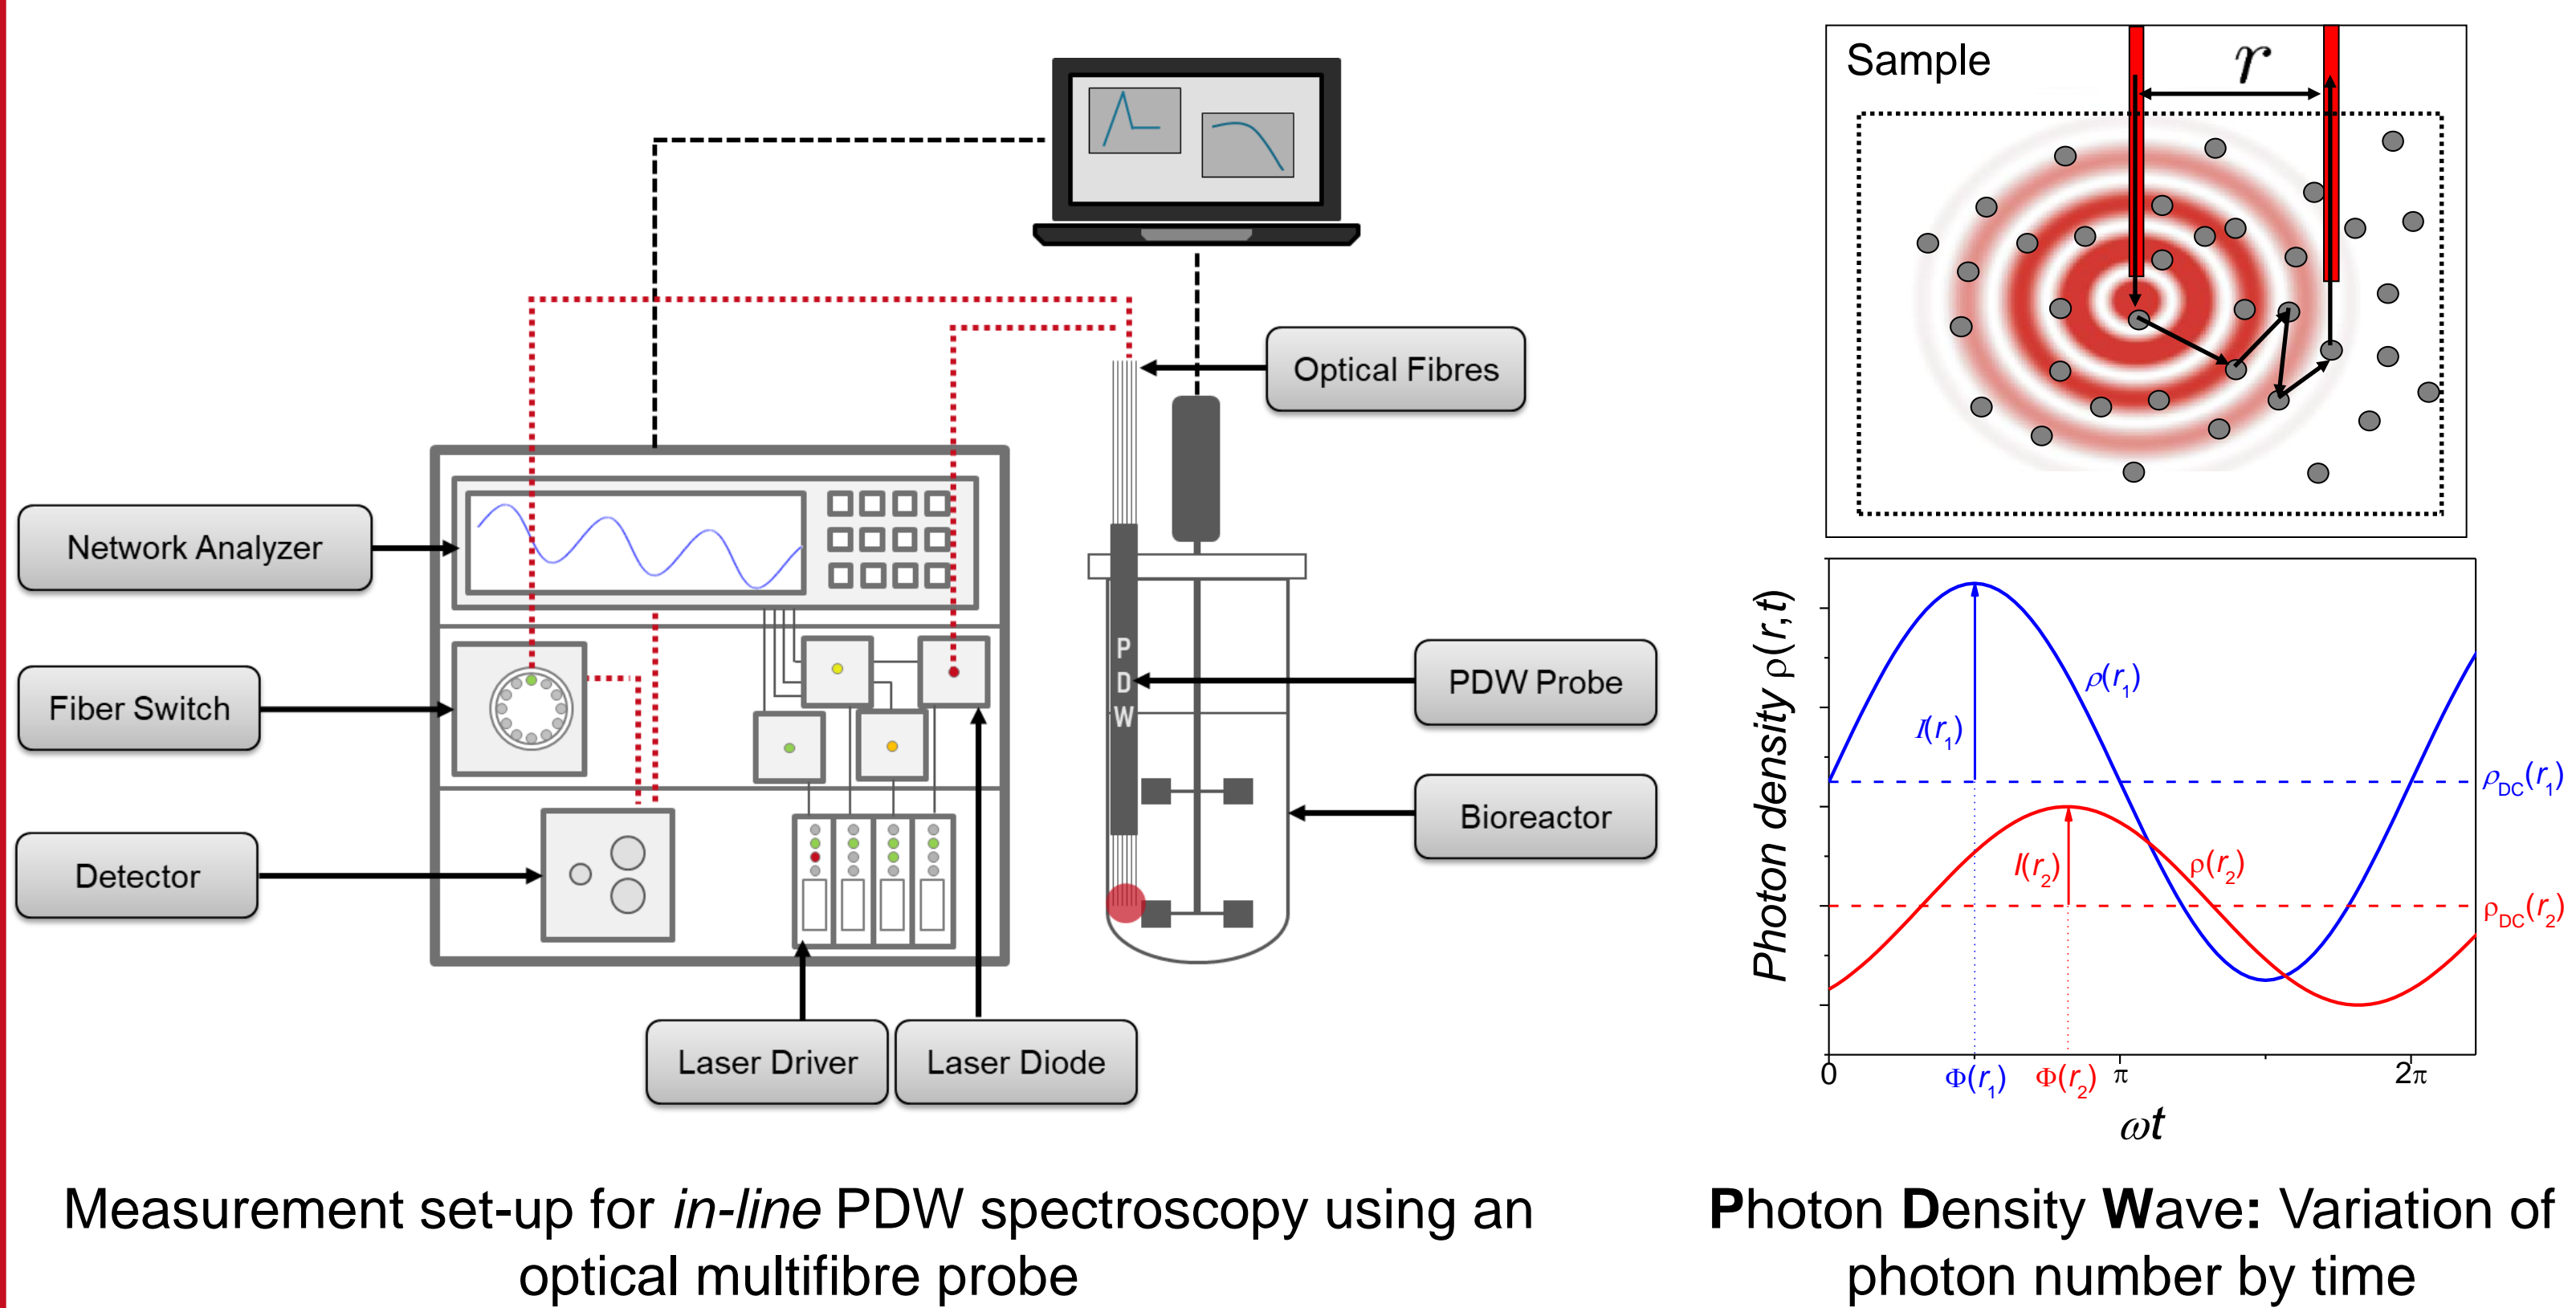 Network Analyzer
Fiber Switch
Detector
Laser Driver
Laser Diode
Optical Fibres
PDW Probe
Bioreactor
P
D
W
Measurement set-up for in-line PDW spectroscopy using an
optical multifibre probe
Sample
r
Photon density ρ(r,t)
ρ(r₁)
I(r₁)
ρ_DC(r₁)
I(r₂)
ρ(r₂)
ρ_DC(r₂)
0 Φ(r₁) Φ(r₂) π 2π
ωt
Photon Density Wave: Variation of
photon number by time